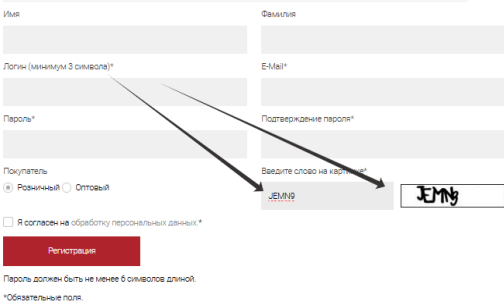 Имя Фамилия
Логин (минимум 3 символа)* E-Mail*
Пароль* Подтверждение пароля*
Покупатель Введите слово на картинке*
Розничный Оптовый JEMN9 JEMN9
Я согласен на обработку персональных данных.*
Регистрация
Пароль должен быть не менее 6 символов длиной.
*Обязательные поля.